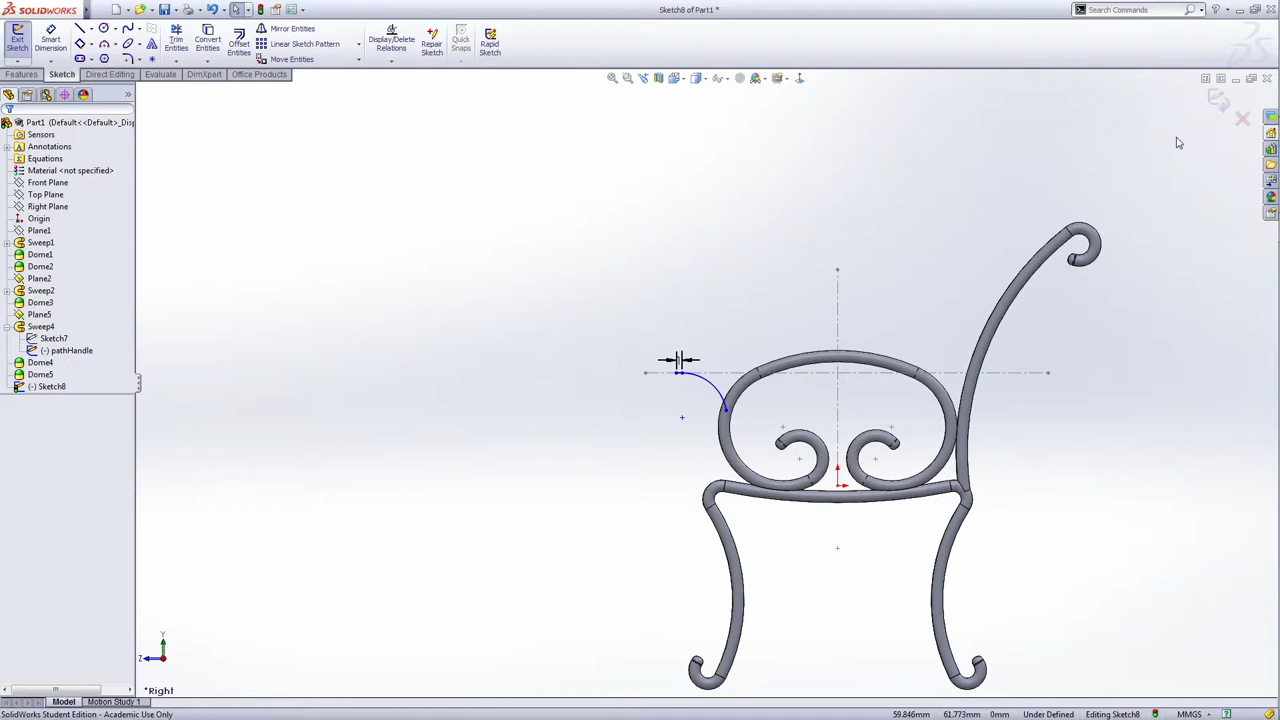 SOLIDWORKS
Sketch8 of Part1 *
Search Commands
Exit Sketch
Smart Dimension
Trim Entities
Convert Entities
Offset Entities
Mirror Entities
Linear Sketch Pattern
Move Entities
Display/Delete Relations
Repair Sketch
Quick Snaps
Rapid Sketch
Features
Sketch
Direct Editing
Evaluate
DimXpert
Office Products
Part1 (Default<<Default>_Disp
Sensors
Annotations
Equations
Material <not specified>
Front Plane
Top Plane
Right Plane
Origin
Plane1
Sweep1
Dome1
Dome2
Plane2
Sweep2
Dome3
Plane5
Sweep4
Sketch7
(-) pathHandle
Dome4
Dome5
(-) Sketch8
Y
Z
*Right
Model
Motion Study 1
SolidWorks Student Edition - Academic Use Only
59.846mm
61.773mm
0mm
Under Defined
Editing Sketch8
MMGS